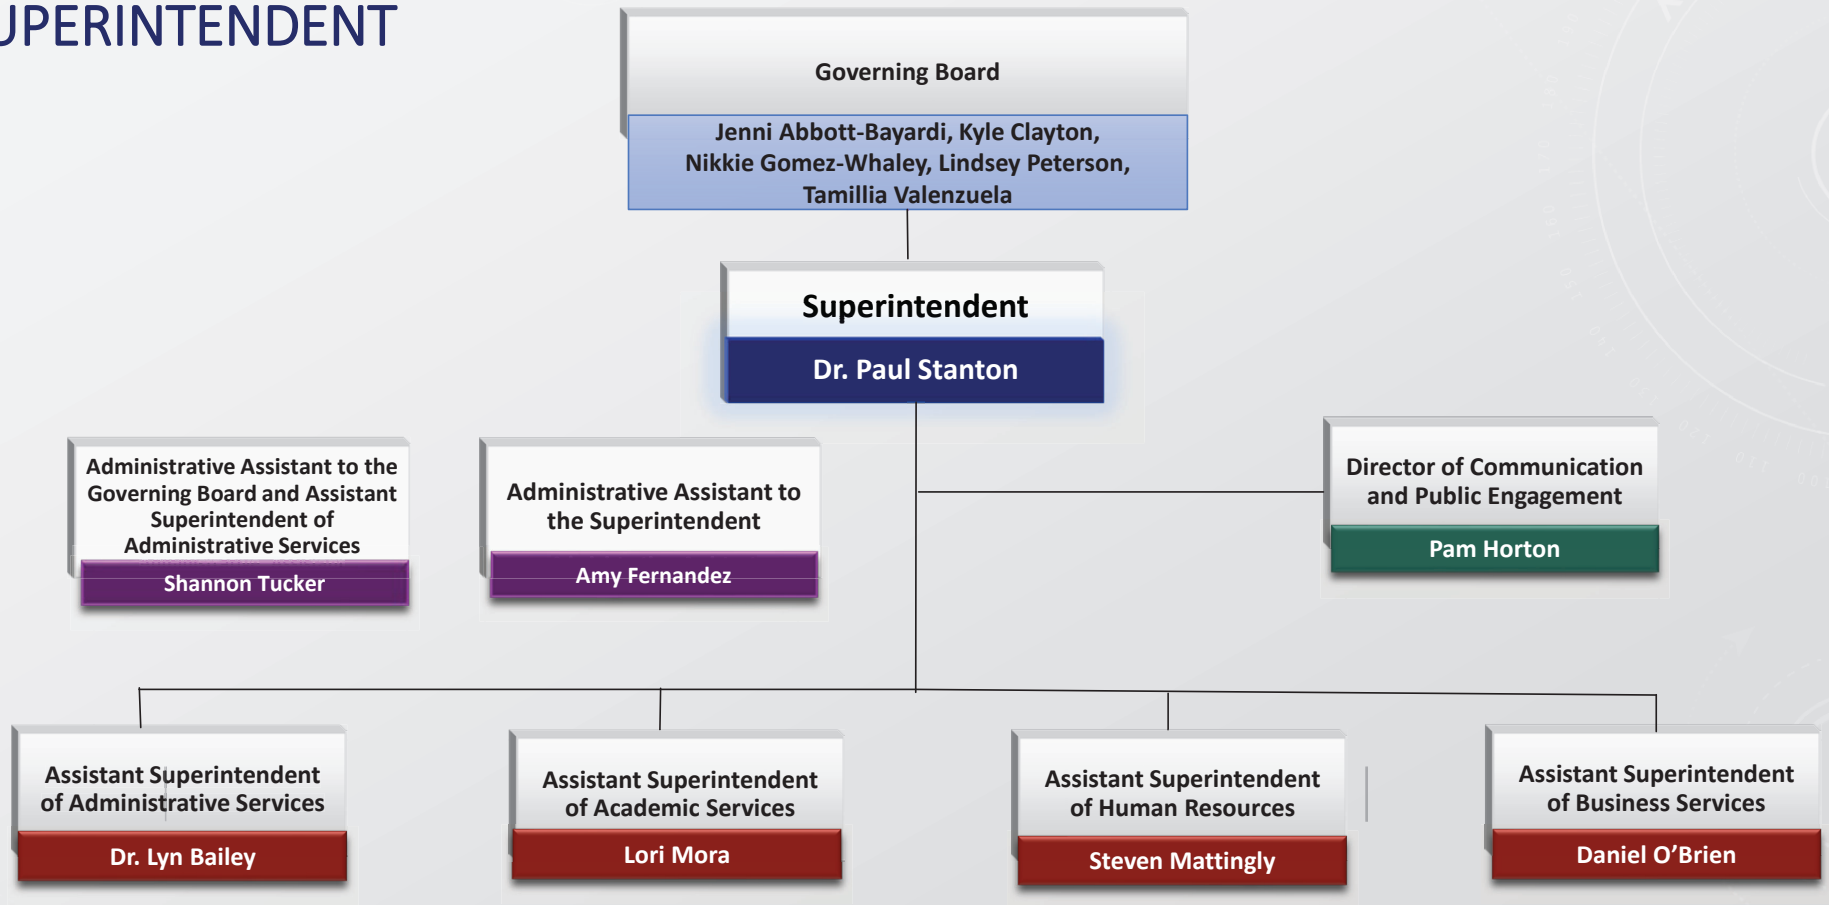 UPERINTENDENT
Governing Board
Jenni Abbott-Bayardi, Kyle Clayton,
Nikkie Gomez-Whaley, Lindsey Peterson,
Tamillia Valenzuela
Superintendent
Dr. Paul Stanton
Administrative Assistant to the
Governing Board and Assistant
Superintendent of
Administrative Services
Shannon Tucker
Administrative Assistant to
the Superintendent
Amy Fernandez
Director of Communication
and Public Engagement
Pam Horton
Assistant Superintendent
of Administrative Services
Dr. Lyn Bailey
Assistant Superintendent
of Academic Services
Lori Mora
Assistant Superintendent
of Human Resources
Steven Mattingly
Assistant Superintendent
of Business Services
Daniel O’Brien